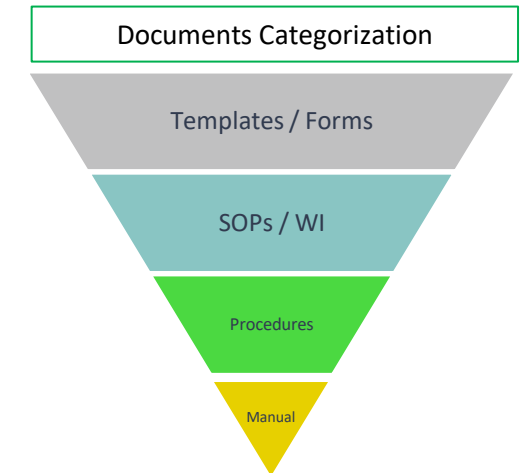 Documents Categorization
Templates / Forms
SOPs / WI
Procedures
Manual